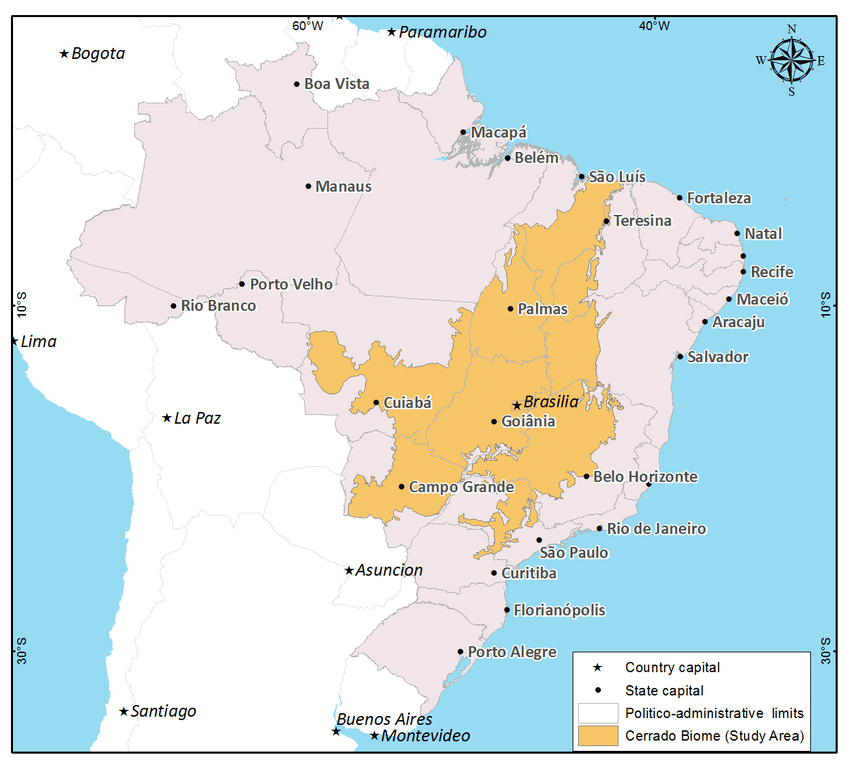 60°W
40°W
Paramaribo
Bogota
N
W
E
S
Boa Vista
Macapá
Belém
São Luís
Manaus
Fortaleza
Teresina
Natal
Recife
Porto Velho
Maceió
10°S
Rio Branco
Palmas
10°S
Aracaju
Lima
Salvador
Cuiabá
Brasilia
La Paz
Goiânia
Belo Horizonte
Campo Grande
Rio de Janeiro
São Paulo
Asuncion
Curitiba
Florianópolis
30°S
Porto Alegre
30°S
Country capital
State capital
Politico-administrative limits
Cerrado Biome (Study Area)
Santiago
Buenos Aires
Montevideo